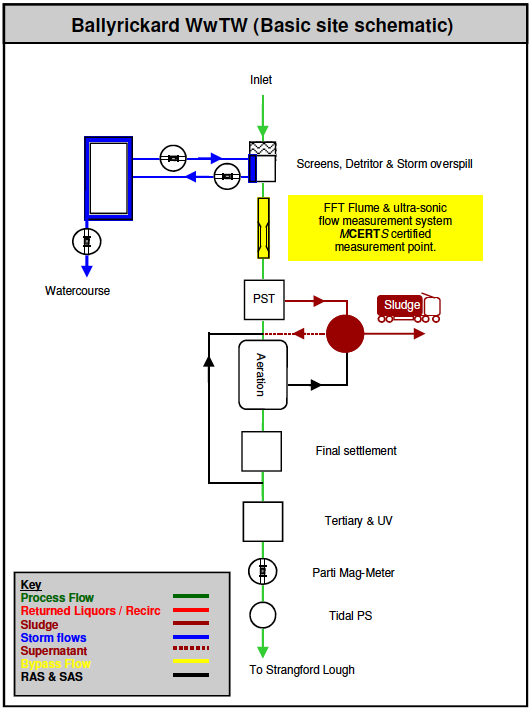 Ballyrickard WwTW (Basic site schematic)
Inlet
Screens, Detritor & Storm overspill
FFT Flume & ultra-sonic
flow measurement system
MCERTS certified
measurement point.
Watercourse
PST
Sludge
Aeration
Final settlement
Tertiary & UV
Parti Mag-Meter
Tidal PS
To Strangford Lough
Key
Process Flow
Returned Liquors / Recirc
Sludge
Storm flows
Supernatant
Bypass Flow
RAS & SAS